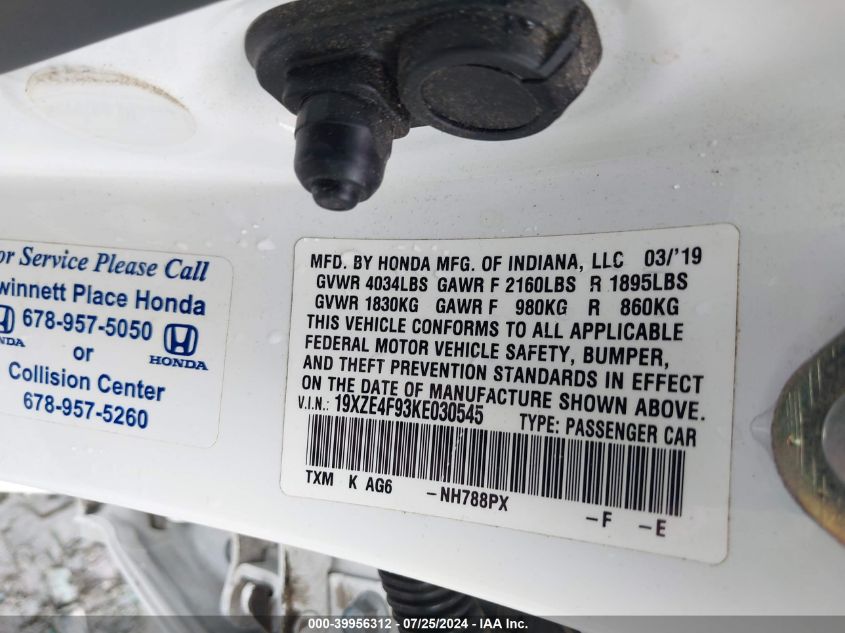 or Service Please Call
winnett Place Honda
678-957-5050
HONDA
or
NDA
Collision Center
678-957-5260
MFD. BY HONDA MFG. OF INDIANA, LLC 03/'19
GVWR 4034LBS GAWR F 2160LBS R 1895LBS
GVWR 1830KG GAWR F 980KG R 860KG
THIS VEHICLE CONFORMS TO ALL APPLICABLE
FEDERAL MOTOR VEHICLE SAFETY, BUMPER,
AND THEFT PREVENTION STANDARDS IN EFFECT
ON THE DATE OF MANUFACTURE SHOWN ABOVE.
V.I.N.: 19XZE4F93KE030545 TYPE: PASSENGER CAR
TXM K AG6 -NH788PX -F -E
000-39956312 - 07/25/2024 - IAA Inc.